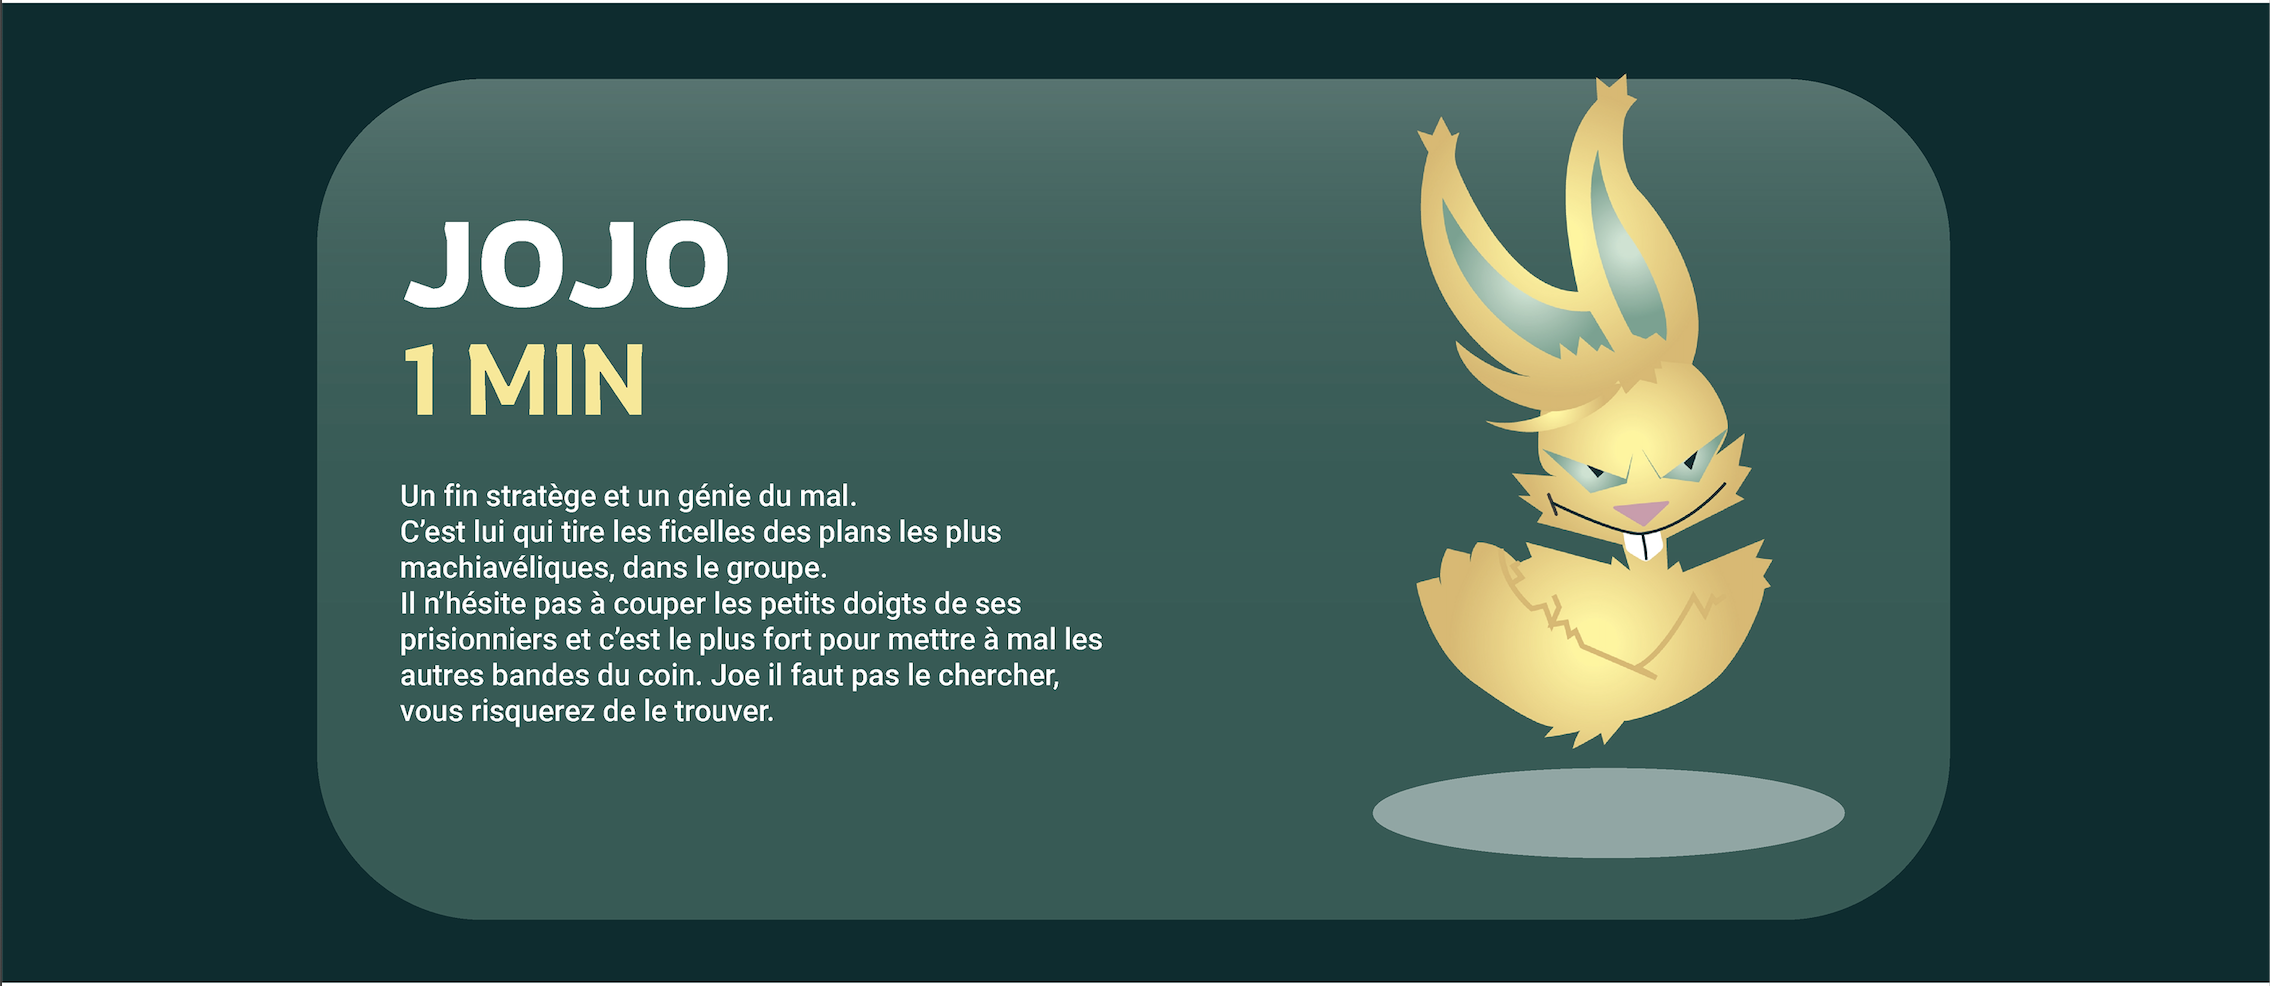 JOJO
1 MIN
Un fin stratège et un génie du mal.
C’est lui qui tire les ficelles des plans les plus
machiavéliques, dans le groupe.
Il n’hésite pas à couper les petits doigts de ses
prisionniers et c’est le plus fort pour mettre à mal les
autres bandes du coin. Joe il faut pas le chercher,
vous risquerez de le trouver.